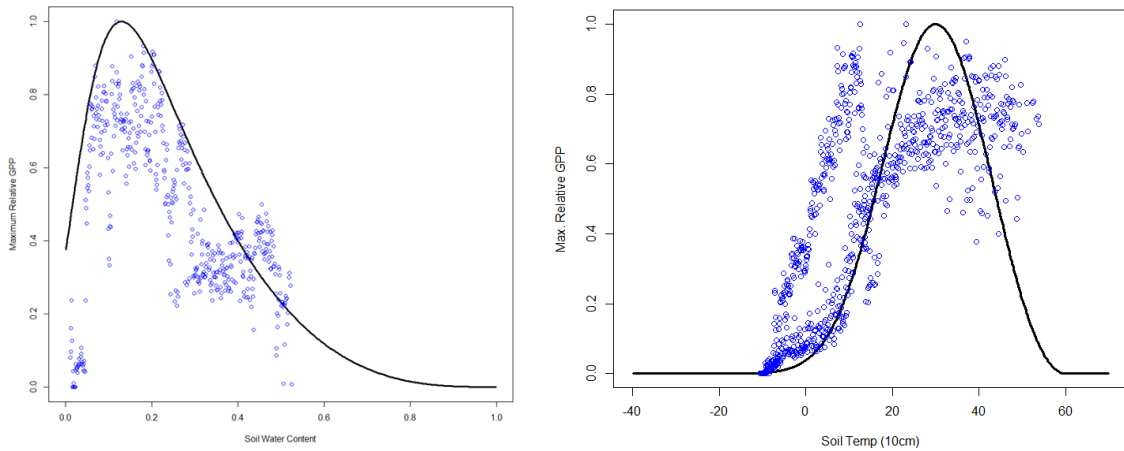 Maximum Relative GPP
1.0
0.8
0.6
0.4
0.2
0.0
0.0 0.2 0.4 0.6 0.8 1.0
Soil Water Content
Max. Relative GPP
1.0
0.8
0.6
0.4
0.2
0.0
-40 -20 0 20 40 60
Soil Temp (10cm)